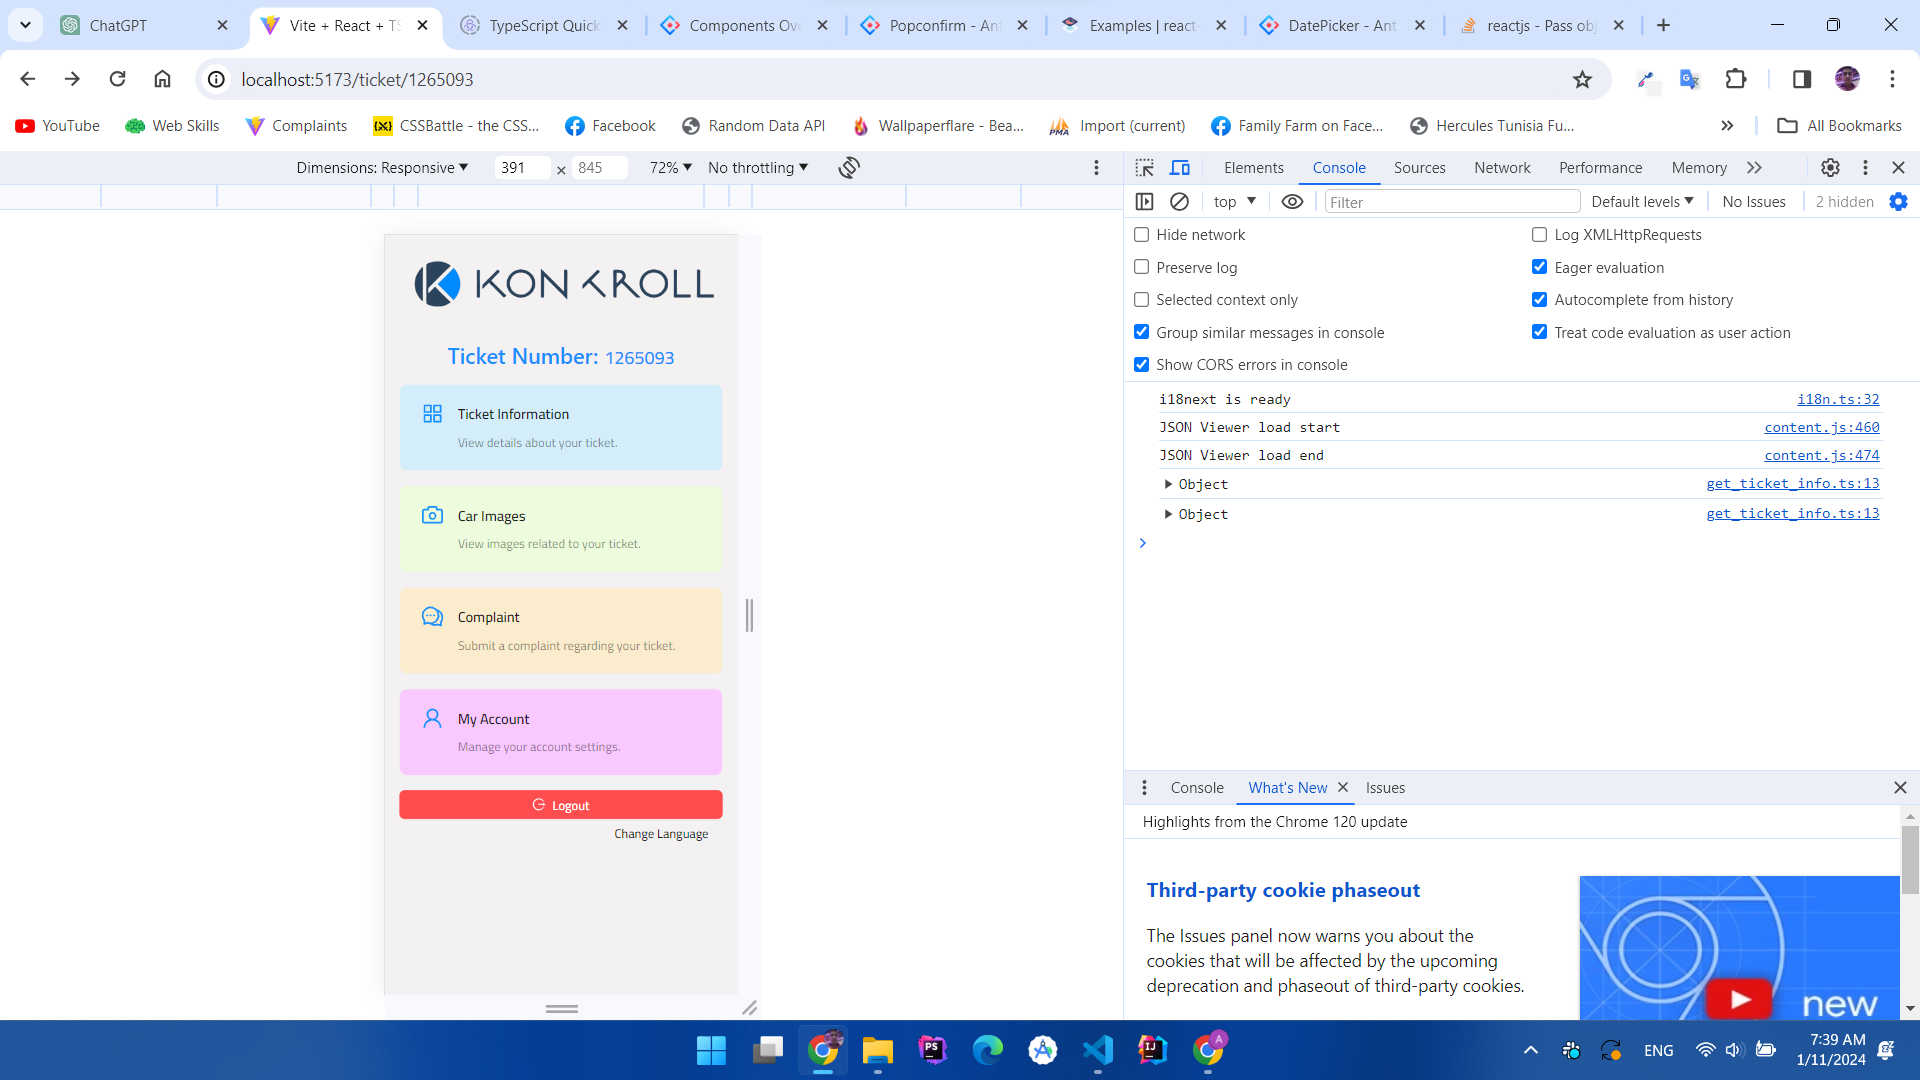 ChatGPT
Vite + React + TS
TypeScript Quick
Components Ove
Popconfirm - Ant
Examples | react-
DatePicker - Ant
reactjs - Pass obj
localhost:5173/ticket/1265093
YouTube
Web Skills
Complaints
CSSBattle - the CSS...
Facebook
Random Data API
Wallpaperflare - Bea...
PMA
Import (current)
Family Farm on Face...
Hercules Tunisia Fu...
All Bookmarks
Dimensions: Responsive
391 × 845
72%
No throttling
Elements
Console
Sources
Network
Performance
Memory
top
Filter
Default levels
No Issues
2 hidden
Hide network
Log XMLHttpRequests
Preserve log
Eager evaluation
Selected context only
Autocomplete from history
Group similar messages in console
Treat code evaluation as user action
Show CORS errors in console
i18next is ready i18n.ts:32
JSON Viewer load start content.js:460
JSON Viewer load end content.js:474
Object get_ticket_info.ts:13
Object get_ticket_info.ts:13
KON KROLL
Ticket Number: 1265093
Ticket Information
View details about your ticket.
Car Images
View images related to your ticket.
Complaint
Submit a complaint regarding your ticket.
My Account
Manage your account settings.
Logout
Change Language
Console
What's New
Issues
Highlights from the Chrome 120 update
Third-party cookie phaseout
The Issues panel now warns you about the
cookies that will be affected by the upcoming
deprecation and phaseout of third-party cookies.
new
PS
IJ
A
ENG
7:39 AM
1/11/2024